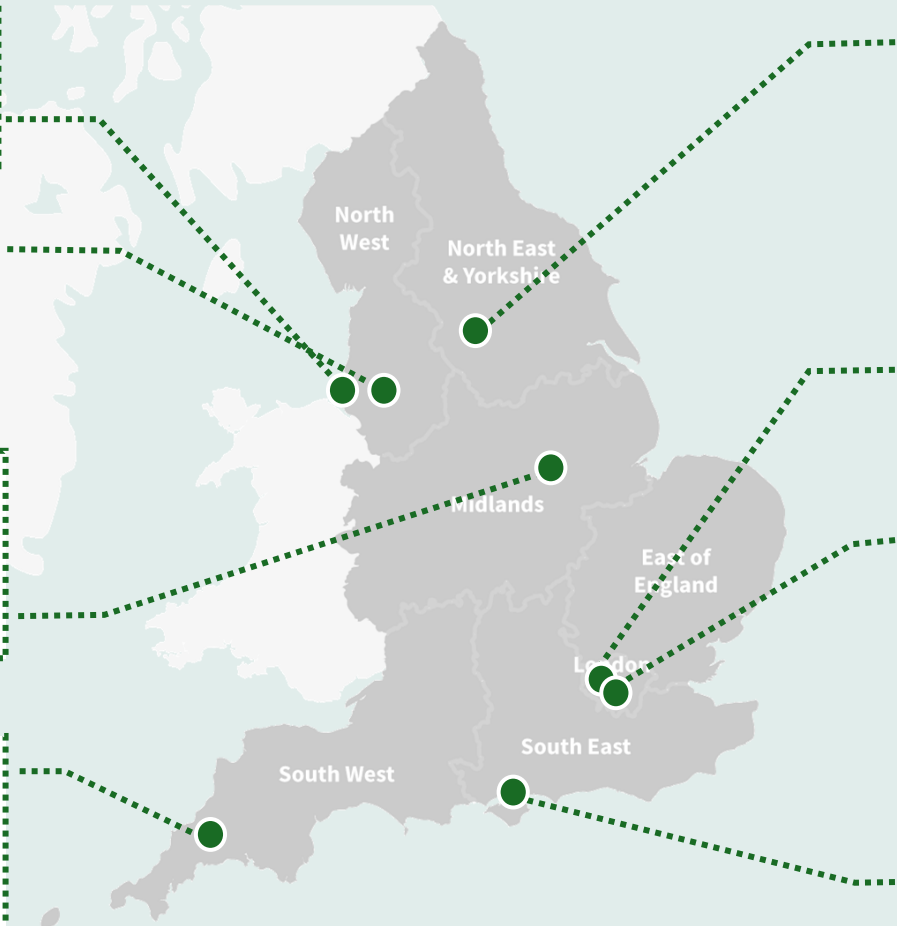 North
West
North East
& Yorkshire
Midlands
East of
England
London
South East
South West